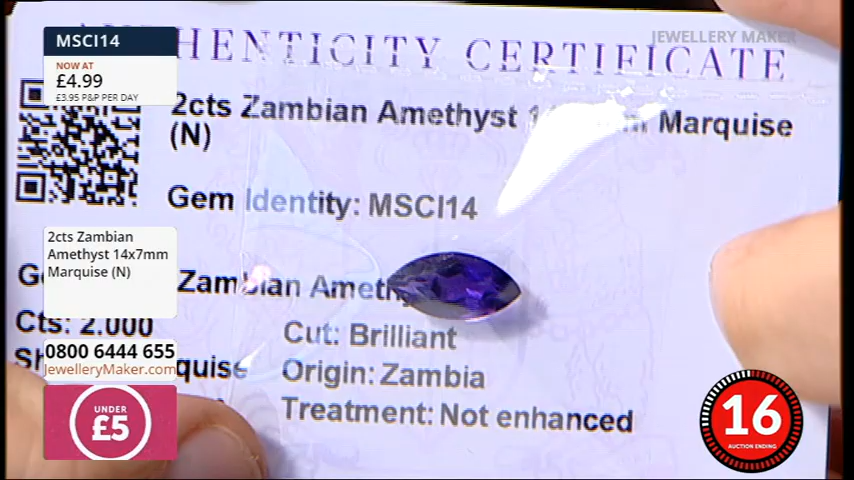 MSCI14
NOW AT
£4.99
£3.95 P&P PER DAY
JEWELLERY MAKER
HENTICITY CERTIFICATE
2cts Zambian Amethyst Marquise
(N)
Gem Identity: MSCI14
2cts Zambian
Amethyst 14x7mm
Marquise (N)
Zambian
Cts: 2.000
Cut: Brilliant
0800 6444 655
JewelleryMaker.com
Origin: Zambia
Treatment: Not enhanced
UNDER
£5
16
AUCTION ENDING